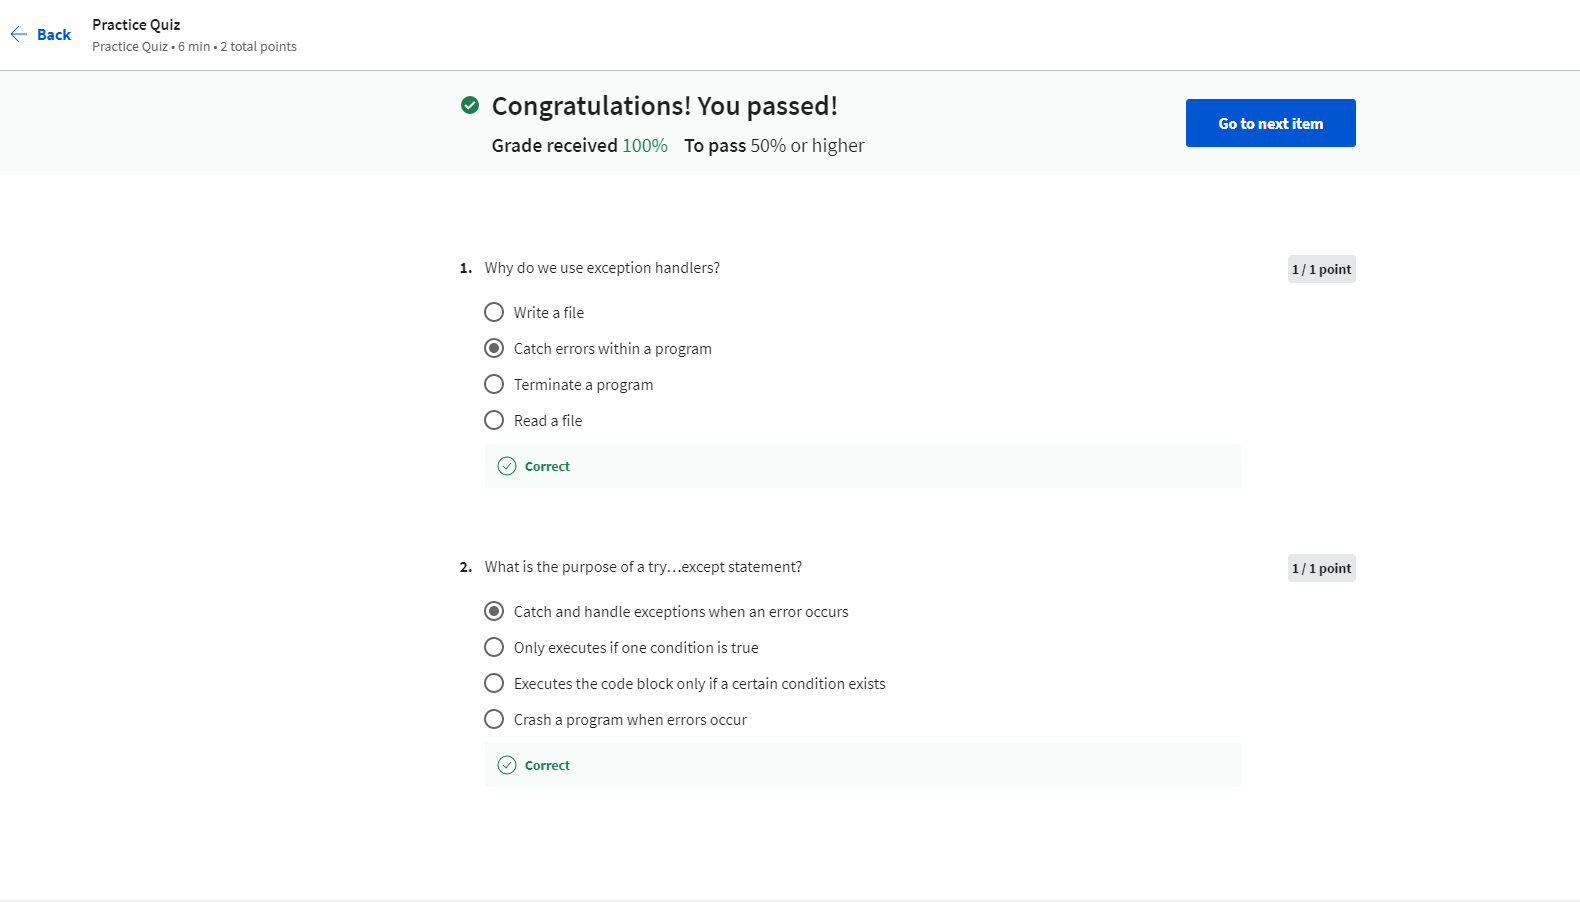 Back
Practice Quiz
Practice Quiz • 6 min • 2 total points
Congratulations! You passed!
Grade received 100% To pass 50% or higher
Go to next item
1. Why do we use exception handlers?
1 / 1 point
Write a file
Catch errors within a program
Terminate a program
Read a file
Correct
2. What is the purpose of a try…except statement?
1 / 1 point
Catch and handle exceptions when an error occurs
Only executes if one condition is true
Executes the code block only if a certain condition exists
Crash a program when errors occur
Correct